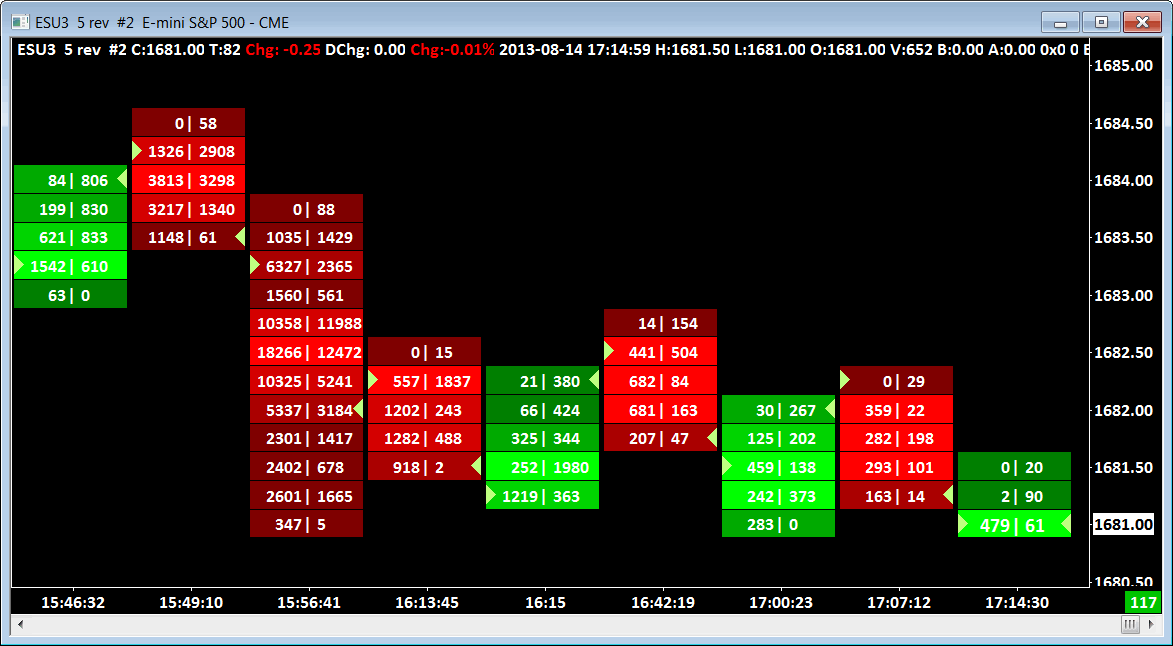 ESU3 5 rev #2 E-mini S&P 500 - CME
ESU3 5 rev #2 C:1681.00 T:82 Chg: -0.25 DChg: 0.00 Chg:-0.01% 2013-08-14 17:14:59 H:1681.50 L:1681.00 O:1681.00 V:652 B:0.00 A:0.00 0x0 0
1685.00
0| 58 1684.50
1326| 2908
84| 806 3813| 3298 1684.00
199| 830 3217| 1340 0| 88
621| 833 1148| 61 1035| 1429 1683.50
1542| 610 6327| 2365
63| 0 1560| 561 1683.00
10358| 11988 14| 154
18266| 12472 0| 15 441| 504 1682.50
10325| 5241 557| 1837 21| 380 682| 84 0| 29
5337| 3184 1202| 243 66| 424 681| 163 30| 267 359| 22 1682.00
2301| 1417 1282| 488 325| 344 207| 47 125| 202 282| 198
2402| 678 918| 2 252| 1980 459| 138 293| 101 0| 20 1681.50
2601| 1665 1219| 363 242| 373 163| 14 2| 90
347| 5 283| 0 479| 61 1681.00
1680.50
15:46:32 15:49:10 15:56:41 16:13:45 16:15 16:42:19 17:00:23 17:07:12 17:14:30 117